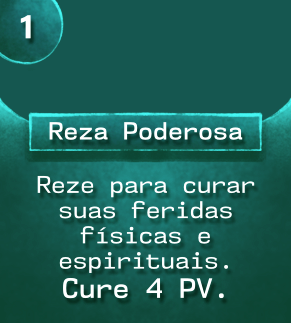 1
Reza Poderosa
Reze para curar
suas feridas
físicas e
espirituais.
Cure 4 PV.